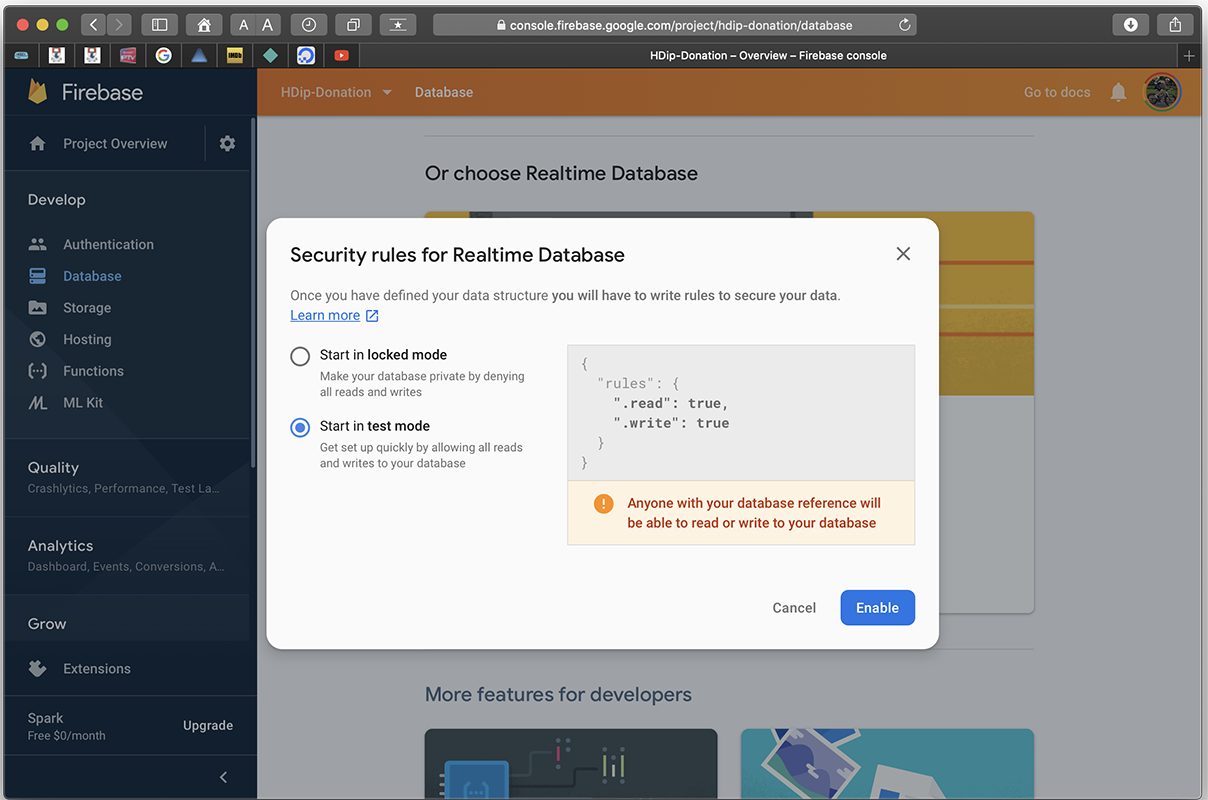 A A
console.firebase.google.com/project/hdip-donation/database
IMDb
HDip-Donation – Overview – Firebase console
Firebase
HDip-Donation
Database
Go to docs
Project Overview
Develop
Authentication
Database
Storage
Hosting
Functions
ML Kit
Quality
Crashlytics, Performance, Test La...
Analytics
Dashboard, Events, Conversions, A...
Grow
Extensions
Spark
Free $0/month
Upgrade
Or choose Realtime Database
Security rules for Realtime Database
Once you have defined your data structure you will have to write rules to secure your data.
Learn more
Start in locked mode
Make your database private by denying
all reads and writes
Start in test mode
Get set up quickly by allowing all reads
and writes to your database
{
"rules": {
".read": true,
".write": true
}
}
Anyone with your database reference will
be able to read or write to your database
Cancel
Enable
More features for developers